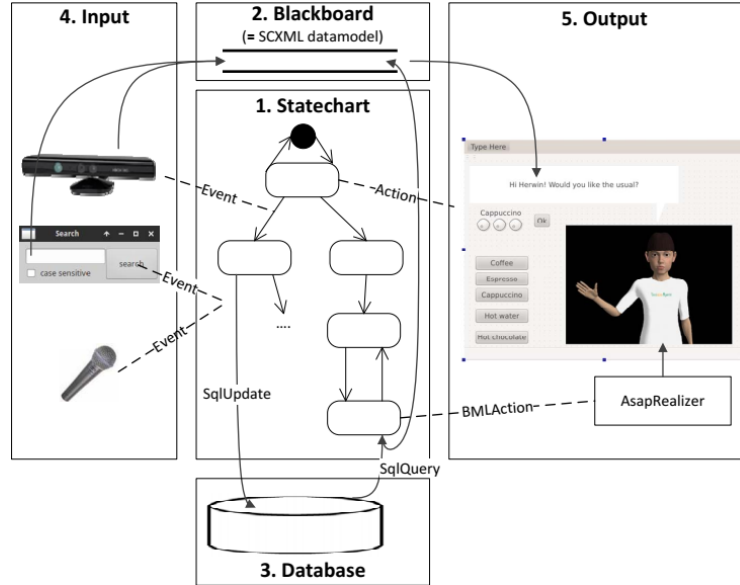 4. Input
2. Blackboard
(= SCXML datamodel)
5. Output
1. Statechart
Type Here
Hi Herwin! Would you like the usual?
Event
Action
Cappuccino
Ok
Search
search
case sensitive
Event
Coffee
Espresso
Cappuccino
Hot water
Hot chocolate
....
Event
SqlUpdate
BMLAction
AsapRealizer
SqlQuery
3. Database